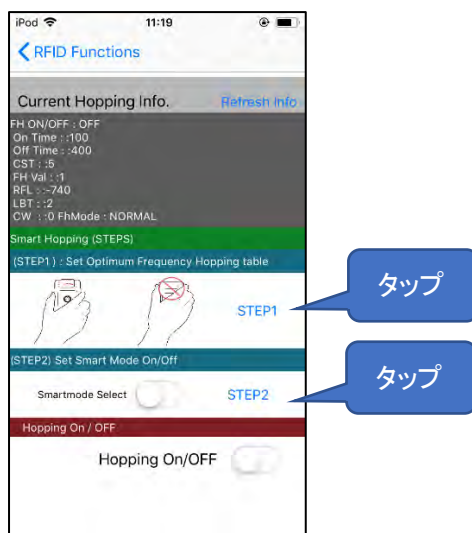 iPod 11:19
RFID Functions
Current Hopping Info. Refresh Info
FH ON/OFF : OFF
On Time : :100
Off Time : :400
CST : :5
FH Val : :1
RFL : :-740
LBT : :2
CW : :0 FhMode : NORMAL
Smart Hopping (STEPS)
(STEP1) : Set Optimum Frequency Hopping table
STEP1
タップ
(STEP2) Set Smart Mode On/Off
Smartmode Select STEP2
タップ
Hopping On / OFF
Hopping On/OFF